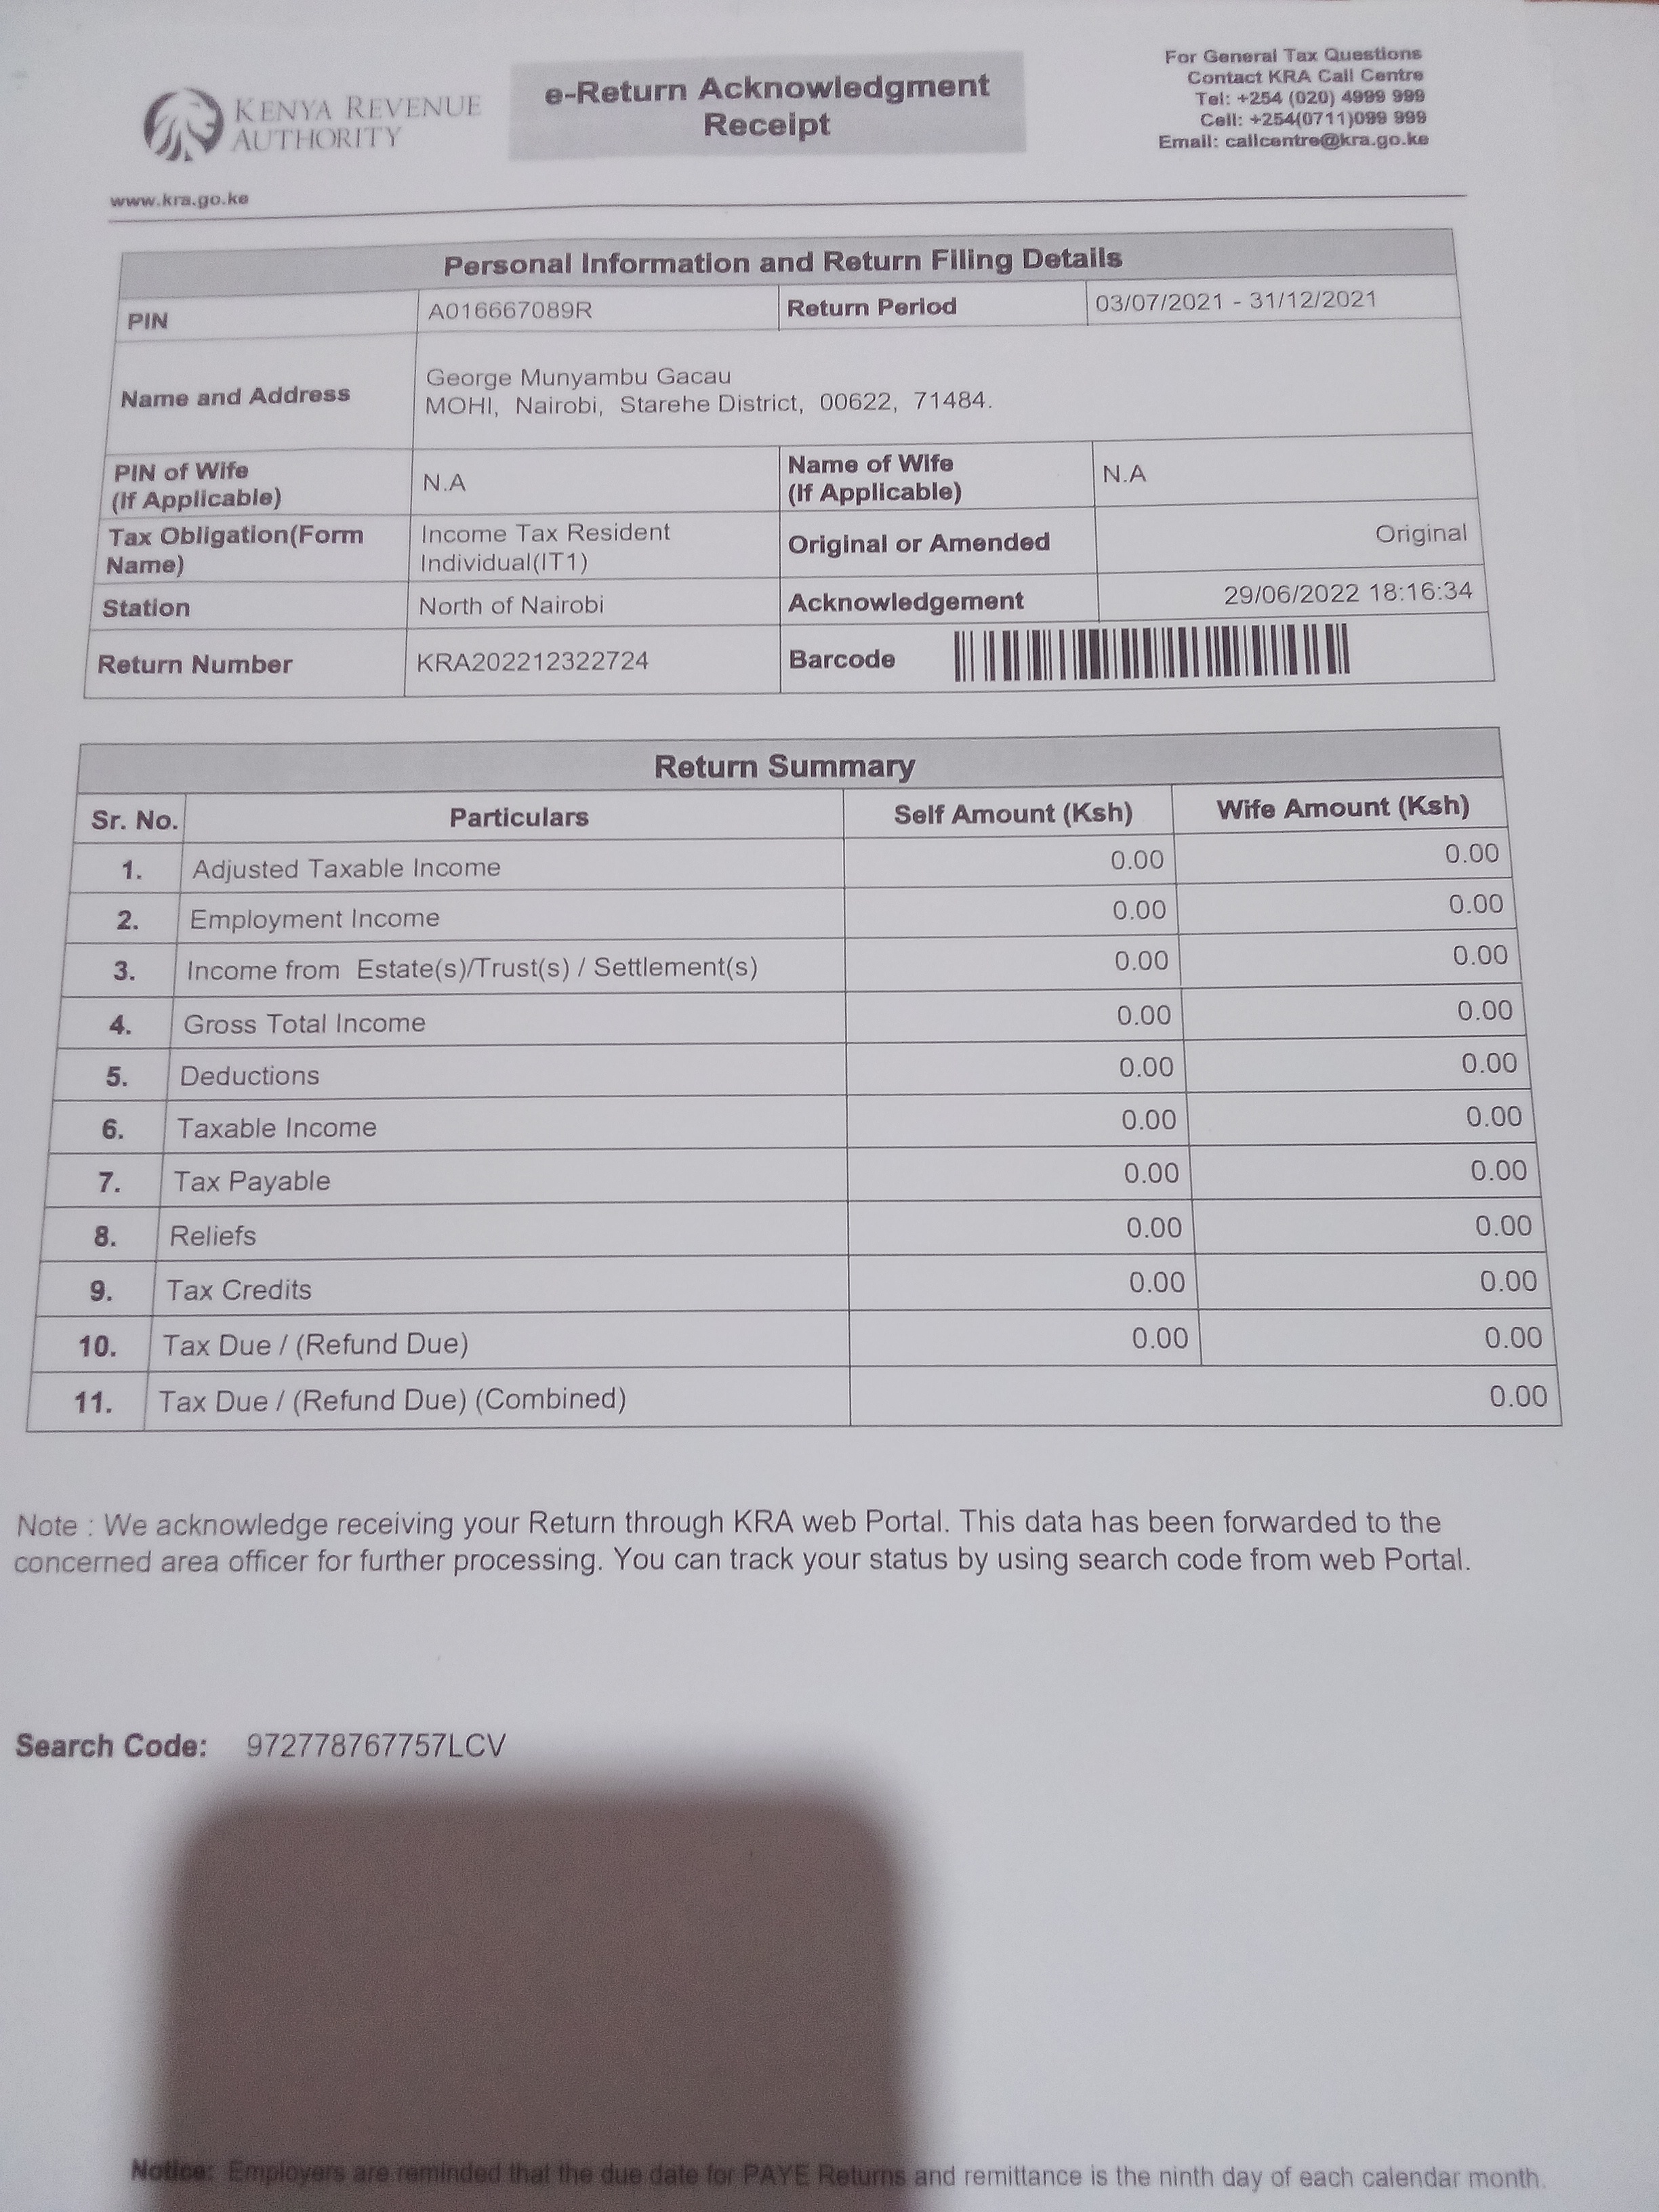 KENYA REVENUE
AUTHORITY
e-Return Acknowledgment
Receipt
For General Tax Questions
Contact KRA Call Centre
Tel: +254 (020) 4999 999
Cell: +254(0711)099 999
Email: callcentre@kra.go.ke
www.kra.go.ke
Personal Information and Return Filing Details
PIN A016667089R Return Period 03/07/2021 - 31/12/2021
Name and Address George Munyambu Gacau
MOHI, Nairobi, Starehe District, 00622, 71484.
PIN of Wife
(If Applicable) N.A Name of Wife
(If Applicable) N.A
Tax Obligation(Form
Name) Income Tax Resident
Individual(IT1) Original or Amended Original
Station North of Nairobi Acknowledgement 29/06/2022 18:16:34
Return Number KRA202212322724 Barcode
Return Summary
Sr. No. Particulars Self Amount (Ksh) Wife Amount (Ksh)
1. Adjusted Taxable Income 0.00 0.00
2. Employment Income 0.00 0.00
3. Income from Estate(s)/Trust(s) / Settlement(s) 0.00 0.00
4. Gross Total Income 0.00 0.00
5. Deductions 0.00 0.00
6. Taxable Income 0.00 0.00
7. Tax Payable 0.00 0.00
8. Reliefs 0.00 0.00
9. Tax Credits 0.00 0.00
10. Tax Due / (Refund Due) 0.00 0.00
11. Tax Due / (Refund Due) (Combined) 0.00
Note : We acknowledge receiving your Return through KRA web Portal. This data has been forwarded to the
concerned area officer for further processing. You can track your status by using search code from web Portal.
Search Code: 972778767757LCV
Notice: Employers are reminded that the due date for PAYE Returns and remittance is the ninth day of each calendar month.